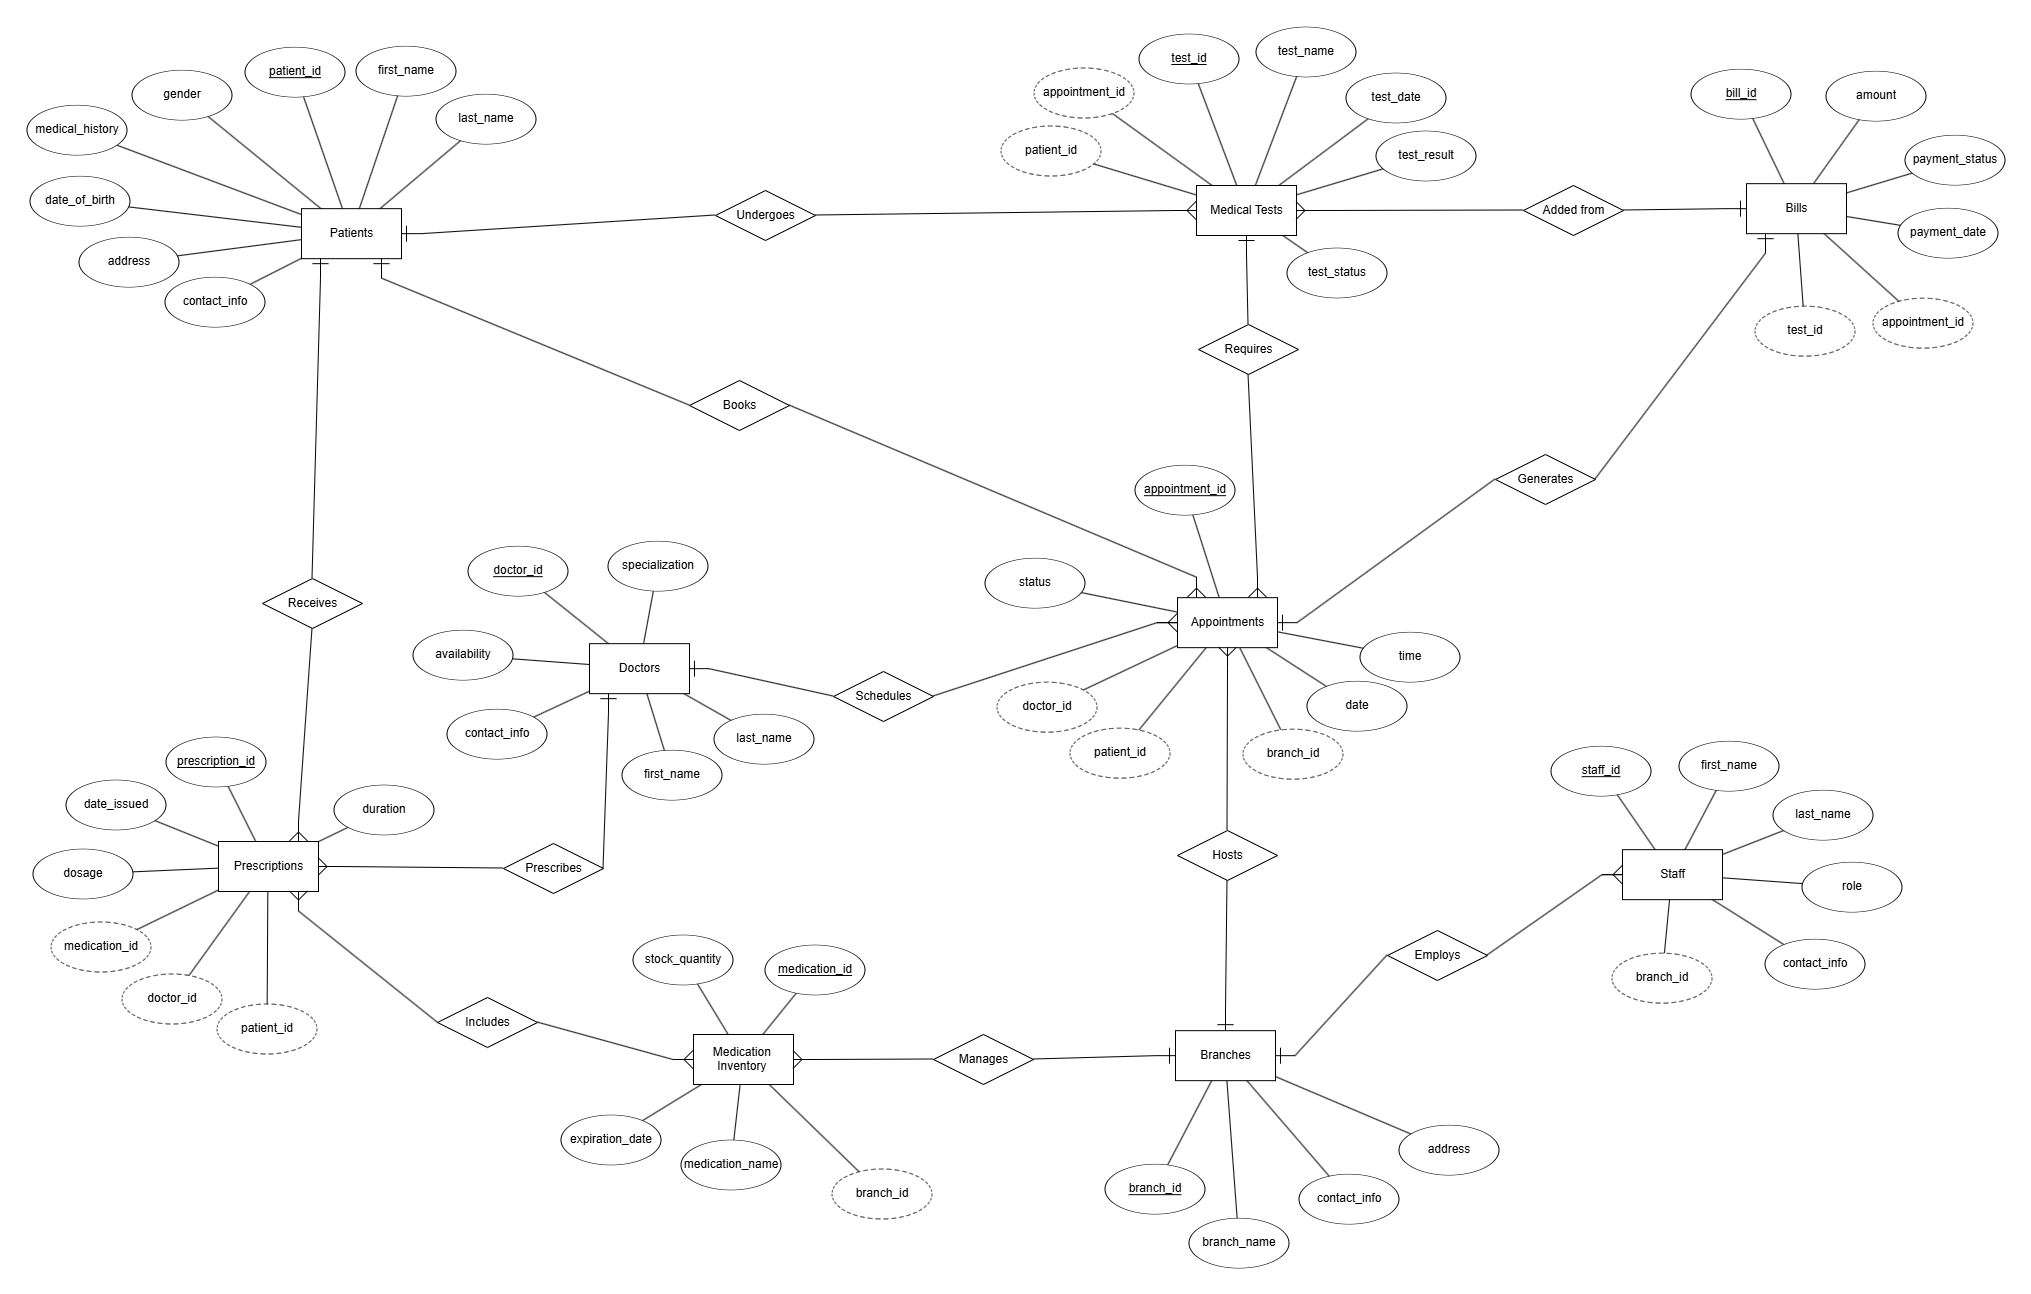 patient_id
first_name
gender
last_name
medical_history
date_of_birth
address
contact_info
Patients
Undergoes
test_id
test_name
appointment_id
test_date
patient_id
test_result
Medical Tests
test_status
Added from
bill_id
amount
payment_status
Bills
payment_date
test_id
appointment_id
Requires
Books
Generates
appointment_id
status
Appointments
time
doctor_id
date
patient_id
branch_id
Receives
doctor_id
specialization
availability
Doctors
contact_info
last_name
first_name
Schedules
prescription_id
date_issued
duration
Prescriptions
dosage
medication_id
doctor_id
patient_id
Prescribes
Hosts
staff_id
first_name
last_name
Staff
role
branch_id
contact_info
Employs
Includes
stock_quantity
medication_id
Medication
Inventory
expiration_date
medication_name
branch_id
Manages
Branches
address
branch_id
contact_info
branch_name